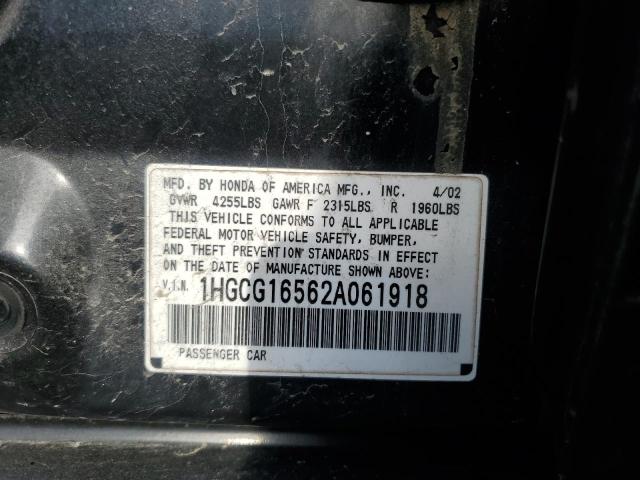 MFD. BY HONDA OF AMERICA MFG., INC. 4/02
GVWR 4255LBS GAWR F 2315LBS R 1960LBS
THIS VEHICLE CONFORMS TO ALL APPLICABLE
FEDERAL MOTOR VEHICLE SAFETY, BUMPER,
AND THEFT PREVENTION STANDARDS IN EFFECT
ON THE DATE OF MANUFACTURE SHOWN ABOVE:
V.I.N. 1HGCG16562A061918
PASSENGER CAR